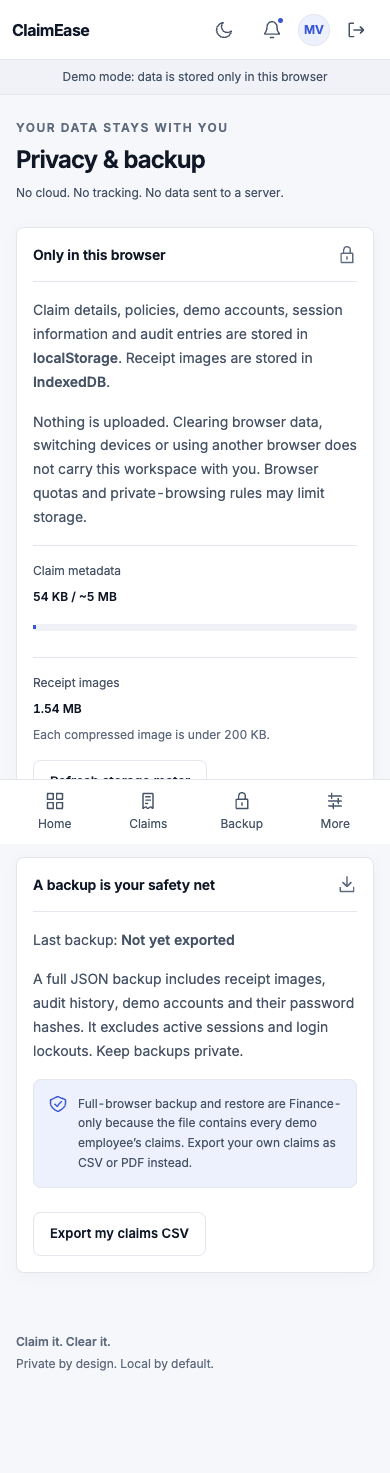 ClaimEase
MV
Demo mode: data is stored only in this browser
YOUR DATA STAYS WITH YOU
Privacy & backup
No cloud. No tracking. No data sent to a server.
Only in this browser
Claim details, policies, demo accounts, session
information and audit entries are stored in
localStorage. Receipt images are stored in
IndexedDB.
Nothing is uploaded. Clearing browser data,
switching devices or using another browser does
not carry this workspace with you. Browser
quotas and private-browsing rules may limit
storage.
Claim metadata
54 KB / ~5 MB
Receipt images
1.54 MB
Each compressed image is under 200 KB.
Refresh storage meter
Home
Claims
Backup
More
A backup is your safety net
Last backup: Not yet exported
A full JSON backup includes receipt images,
audit history, demo accounts and their password
hashes. It excludes active sessions and login
lockouts. Keep backups private.
Full-browser backup and restore are Finance-
only because the file contains every demo
employee's claims. Export your own claims as
CSV or PDF instead.
Export my claims CSV
Claim it. Clear it.
Private by design. Local by default.